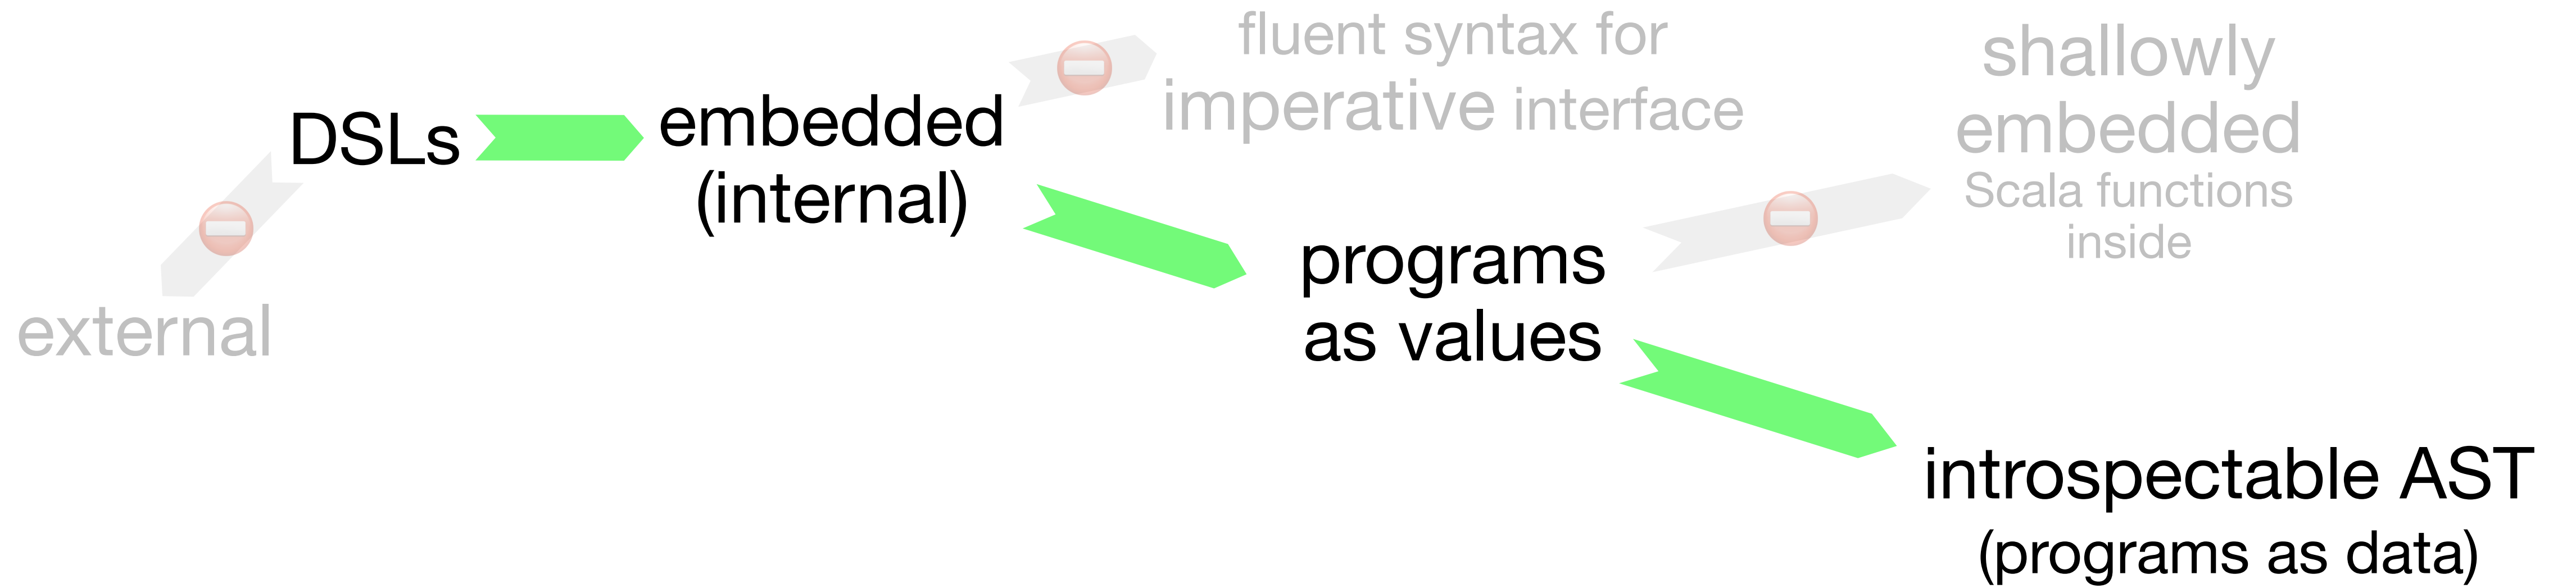 DSLs
external
embedded
(internal)
fluent syntax for
imperative interface
programs
as values
shallowly
embedded
Scala functions
inside
introspectable AST
(programs as data)